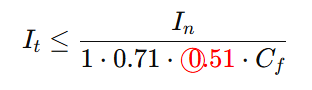 I_t ≤ I_n / (1 · 0.71 · 0.51 · C_f)